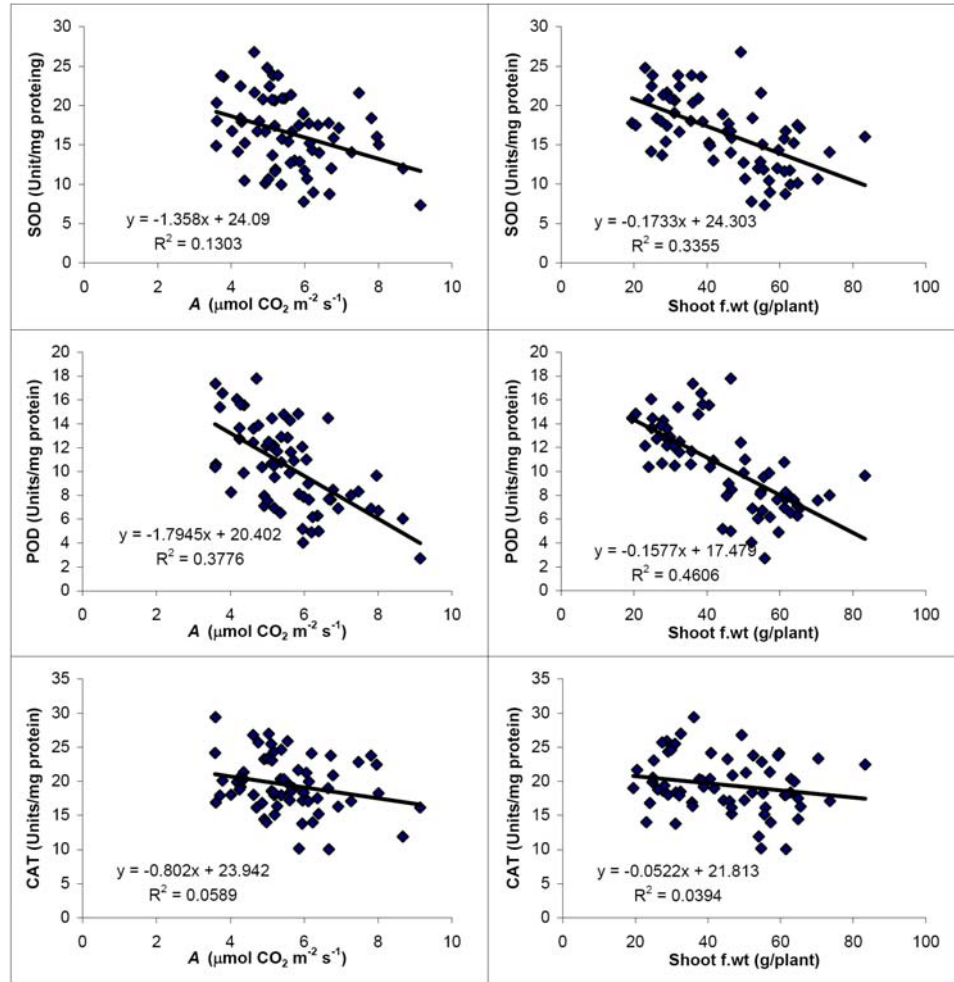 30
25
20
15
10
5
0
SOD (Unit/mg proteing)
y = -1.358x + 24.09
R² = 0.1303
0 2 4 6 8 10
A (μmol CO₂ m⁻² s⁻¹)
30
25
20
15
10
5
0
SOD (Units/mg protein)
y = -0.1733x + 24.303
R² = 0.3355
0 20 40 60 80 100
Shoot f.wt (g/plant)
20
18
16
14
12
10
8
6
4
2
0
POD (Units/mg protein)
y = -1.7945x + 20.402
R² = 0.3776
0 2 4 6 8 10
A (μmol CO₂ m⁻² s⁻¹)
20
18
16
14
12
10
8
6
4
2
0
POD (Units/mg protein)
y = -0.1577x + 17.479
R² = 0.4606
0 20 40 60 80 100
Shoot f.wt (g/plant)
35
30
25
20
15
10
5
0
CAT (Units/mg protein)
y = -0.802x + 23.942
R² = 0.0589
0 2 4 6 8 10
A (μmol CO₂ m⁻² s⁻¹)
35
30
25
20
15
10
5
0
CAT (Units/mg protein)
y = -0.0522x + 21.813
R² = 0.0394
0 20 40 60 80 100
Shoot f.wt (g/plant)